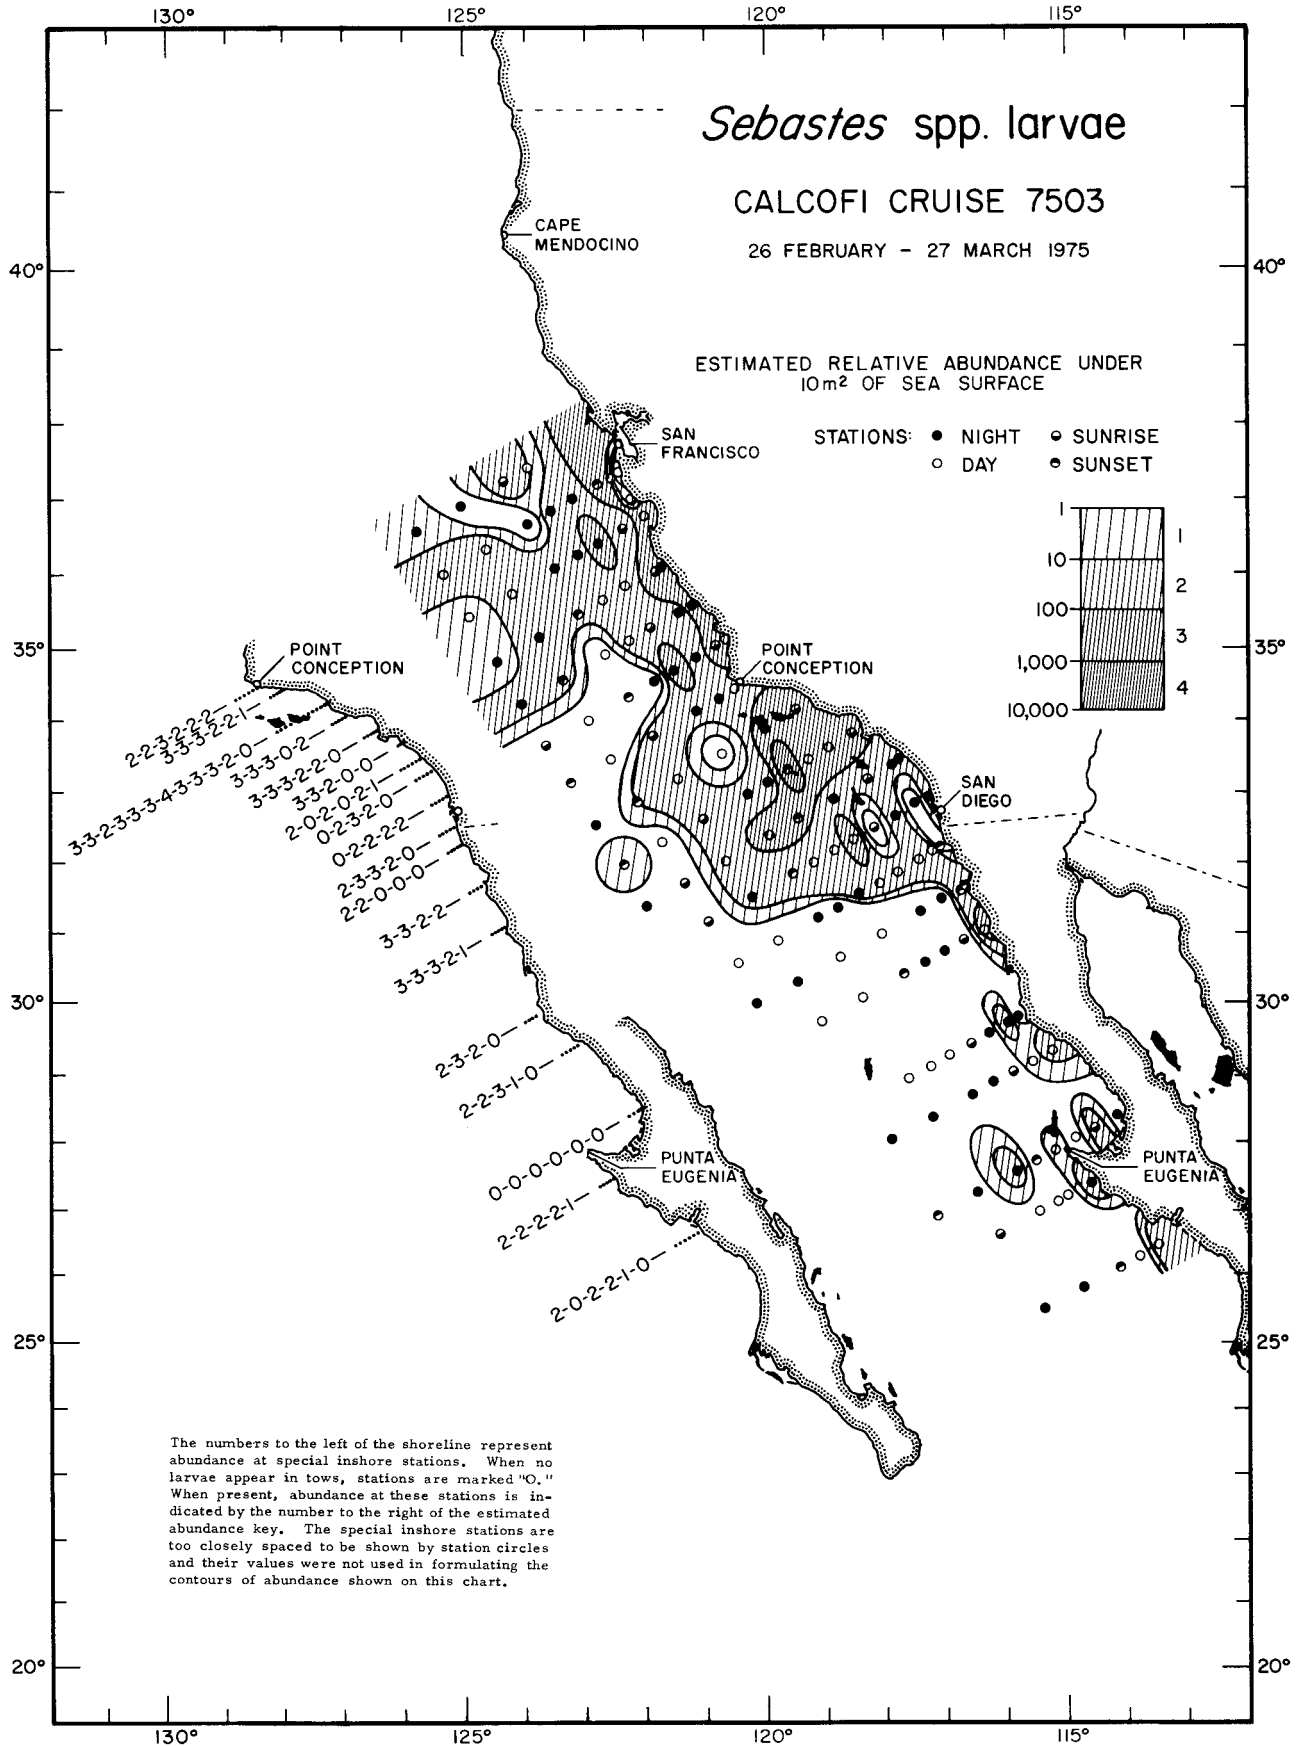 130° 125° 120° 115°
Sebastes spp. larvae
CALCOFI CRUISE 7503
26 FEBRUARY – 27 MARCH 1975
CAPE
MENDOCINO
40° 40°
ESTIMATED RELATIVE ABUNDANCE UNDER
10m² OF SEA SURFACE
STATIONS: NIGHT SUNRISE
DAY SUNSET
SAN
FRANCISCO
1
1
10
2
100
3
1,000
4
10,000
35° 35°
POINT
CONCEPTION
POINT
CONCEPTION
2-2-3-2-2-2
3-3-3-2-2-1
3-3-2-3-3-3-4-3-3-3-2-0
3-3-3-0-2
3-3-3-2-2-0
3-3-2-0-0
2-0-2-0-2-1
0-2-3-2-0
0-2-2-2-2
2-3-3-2-0
2-2-0-0-0
3-3-2-2
3-3-3-2-1
SAN
DIEGO
30° 30°
2-3-2-0
2-2-3-1-0
0-0-0-0-0-0
2-2-2-2-1
2-0-2-2-1-0
PUNTA
EUGENIA
PUNTA
EUGENIA
25° 25°
The numbers to the left of the shoreline represent
abundance at special inshore stations. When no
larvae appear in tows, stations are marked "O."
When present, abundance at these stations is in-
dicated by the number to the right of the estimated
abundance key. The special inshore stations are
too closely spaced to be shown by station circles
and their values were not used in formulating the
contours of abundance shown on this chart.
20° 20°
130° 125° 120° 115°